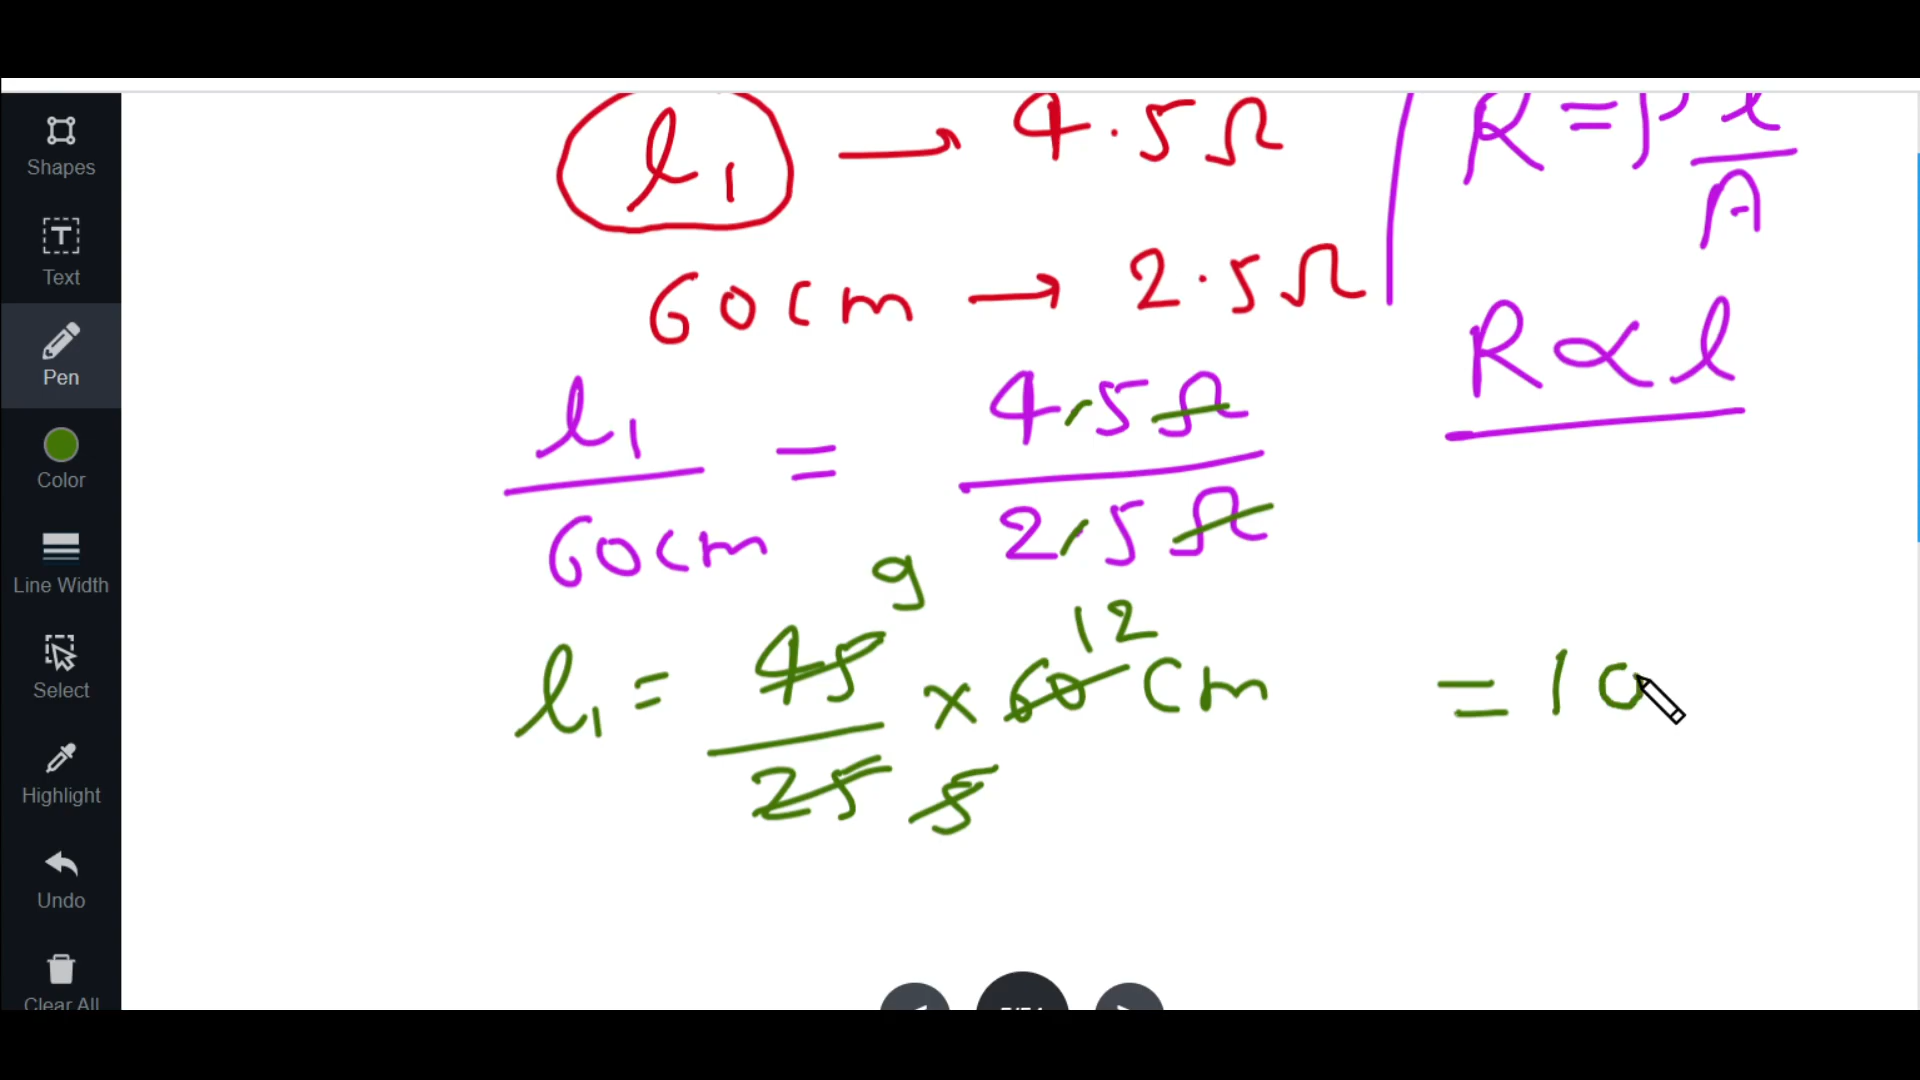 Shapes
Text
Pen
Color
Line Width
Select
Highlight
Undo
Clear All
l₁ → 4.5Ω
60cm → 2.5Ω
R = ρ l / A
R ∝ l
l₁ / 60cm = 4.5Ω / 2.5Ω
9
12
l₁ = 45 / 25 × 60 cm = 10
5